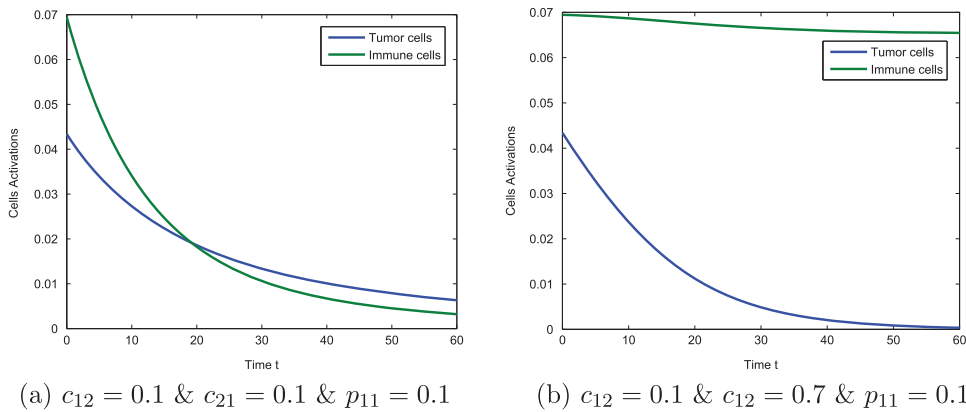 0.07
0.06
0.05
0.04
0.03
0.02
0.01
0
Cells Activations
Tumor cells
Immune cells
0 10 20 30 40 50 60
Time t
(a) c₁₂ = 0.1 & c₂₁ = 0.1 & p₁₁ = 0.1
0.07
0.06
0.05
0.04
0.03
0.02
0.01
0
Cells Activations
Tumor cells
Immune cells
0 10 20 30 40 50 60
Time t
(b) c₁₂ = 0.1 & c₁₂ = 0.7 & p₁₁ = 0.1